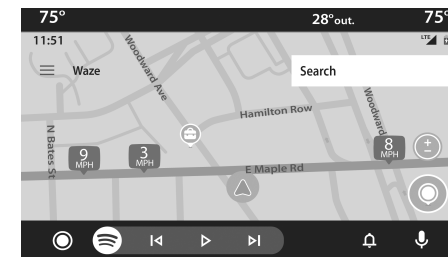 75° 28°out. 75°
11:51 LTE
Waze Search
Woodward Ave
Woodward
Hamilton Row
N Bates St
9 MPH
3 MPH
8 MPH
E Maple Rd